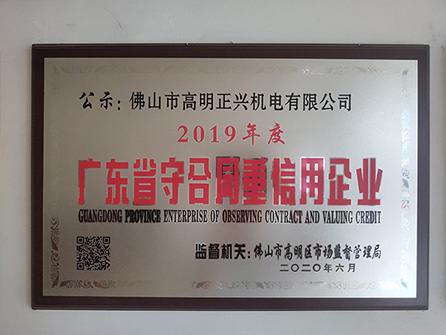 公示：佛山市高明正兴机电有限公司
2019年度
广东省守合同重信用企业
GUANGDONG PROVINCE ENTERPRISE OF OBSERVING CONTRACT AND VALUING CREDIT
监督机关：佛山市高明区市场监督管理局
二〇二〇年六月